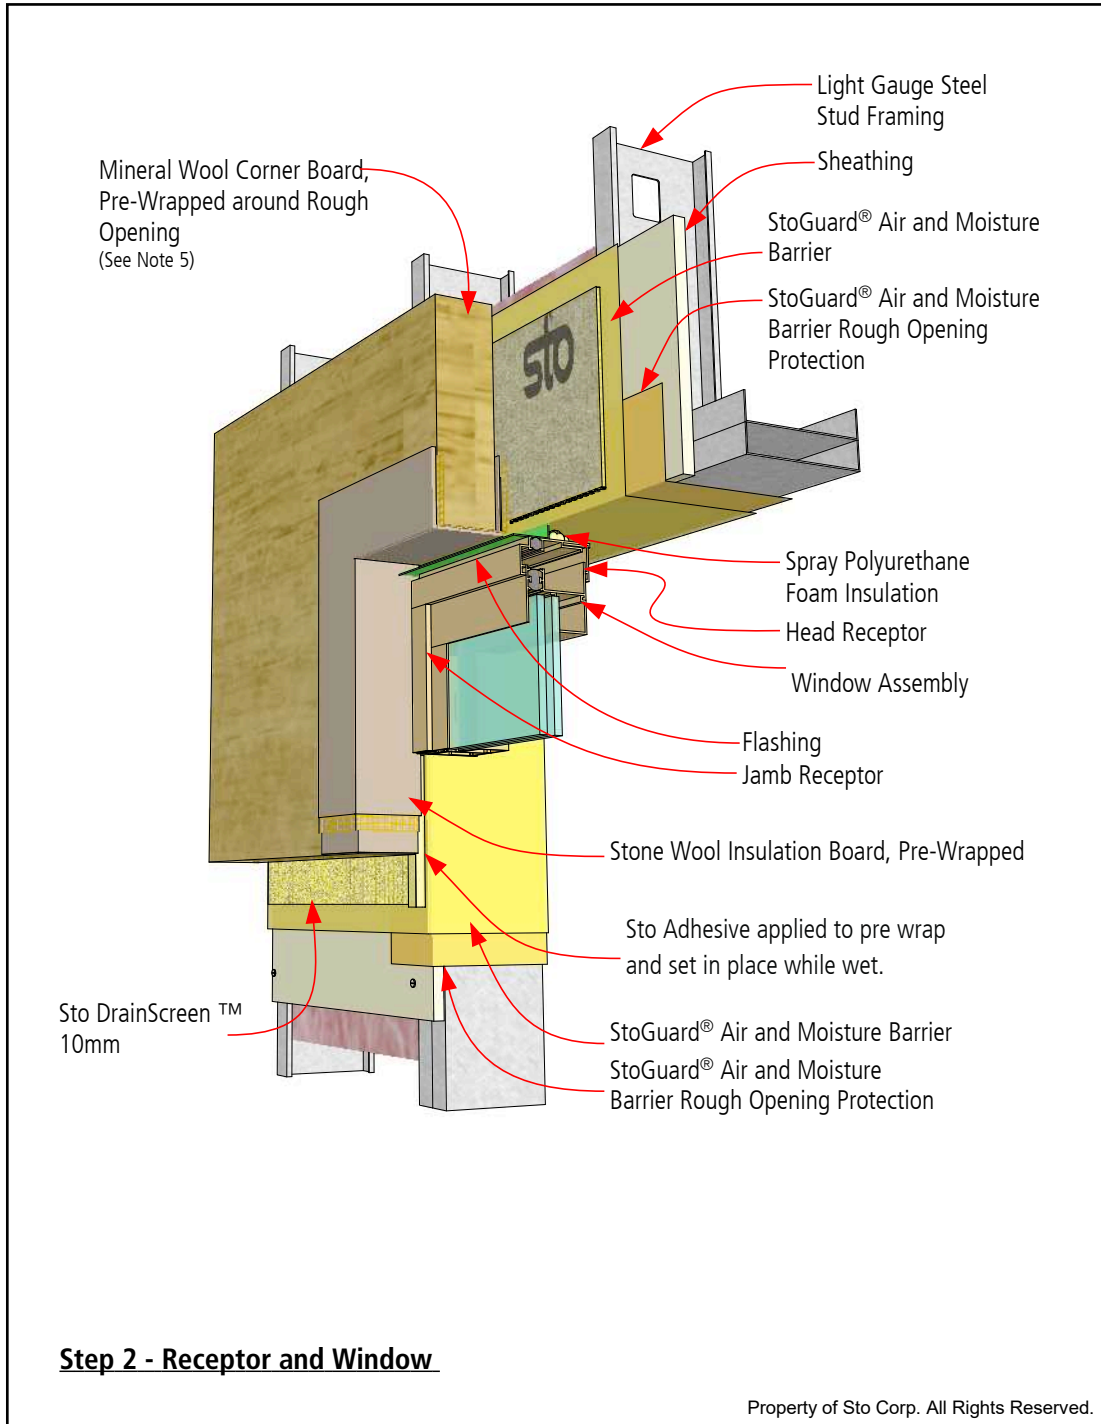 Light Gauge Steel
Stud Framing
Sheathing
Mineral Wool Corner Board,
Pre-Wrapped around Rough
Opening
(See Note 5)
StoGuard® Air and Moisture
Barrier
StoGuard® Air and Moisture
Barrier Rough Opening
Protection
sto
Spray Polyurethane
Foam Insulation
Head Receptor
Window Assembly
Flashing
Jamb Receptor
Stone Wool Insulation Board, Pre-Wrapped
Sto Adhesive applied to pre wrap
and set in place while wet.
Sto DrainScreen ™
10mm
StoGuard® Air and Moisture Barrier
StoGuard® Air and Moisture
Barrier Rough Opening Protection
Step 2 - Receptor and Window
Property of Sto Corp. All Rights Reserved.